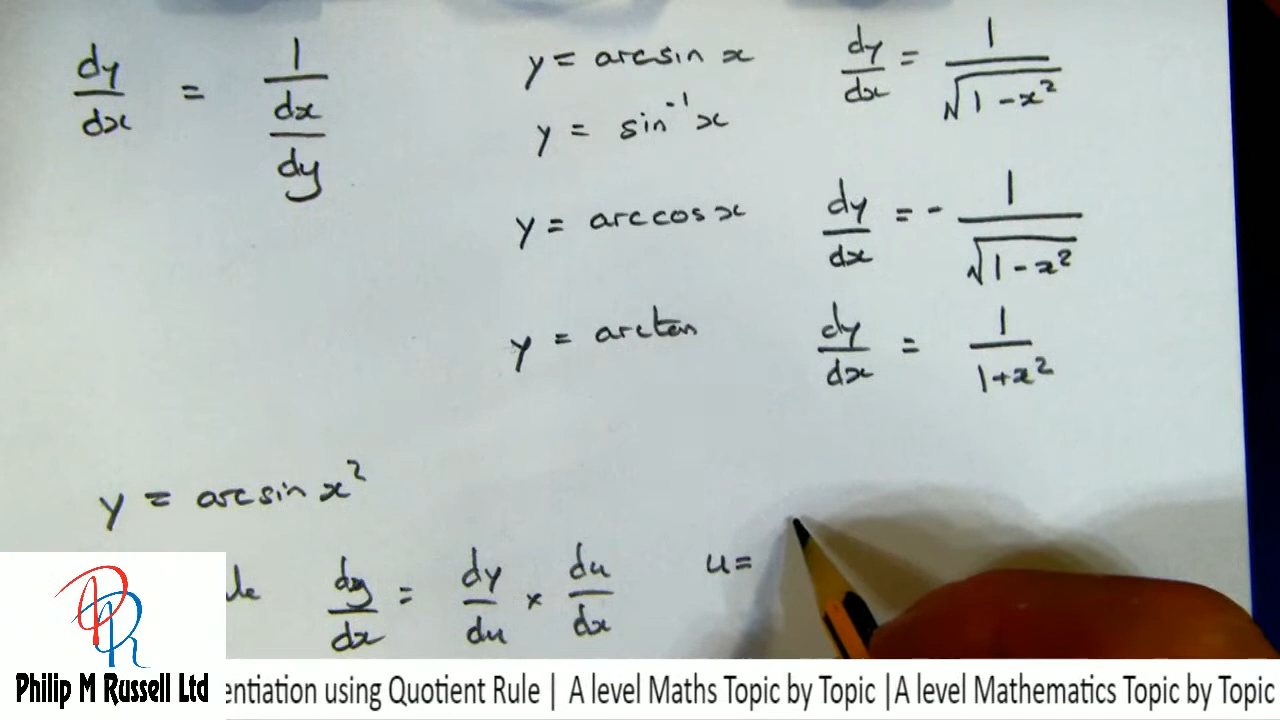 dy/dx = 1/(dx/dy)
y = arcsin x dy/dx = 1/√(1-x²)
y = sin⁻¹x
y = arccos x dy/dx = - 1/√(1-x²)
y = arctan dy/dx = 1/(1+x²)
y = arcsin x²
dy/dx = dy/du × du/dx u=
PR
Philip M Russell Ltd
entiation using Quotient Rule | A level Maths Topic by Topic |A level Mathematics Topic by Topic